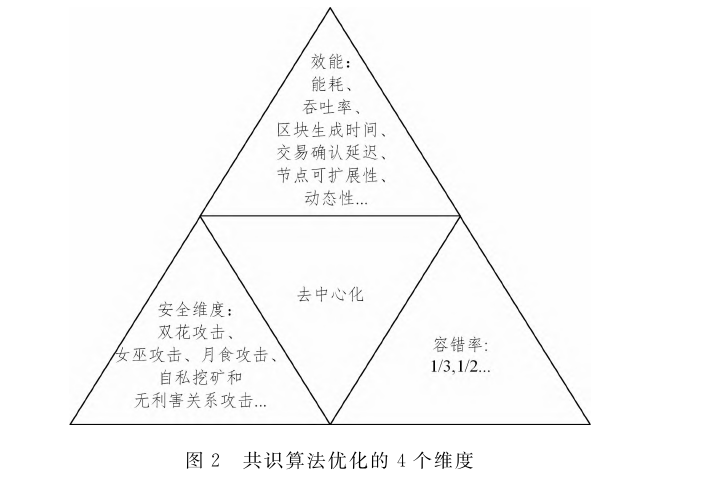 效能：
能耗、
吞吐率、
区块生成时间、
交易确认延迟、
节点可扩展性、
动态性...
去中心化
安全维度：
双花攻击、
女巫攻击、月食攻击、
自私挖矿和
无利害关系攻击...
容错率:
1/3,1/2...
图 2 共识算法优化的 4 个维度